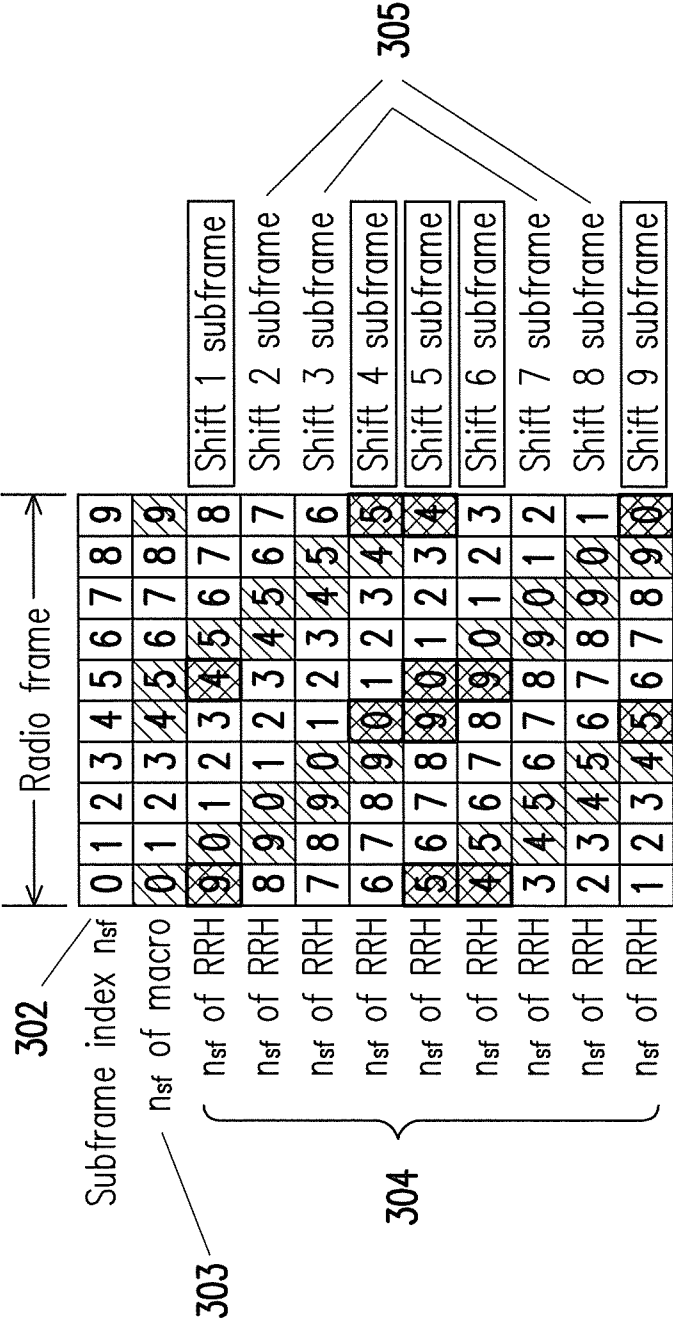 Radio frame
302
Subframe index nsf 0 1 2 3 4 5 6 7 8 9
303
nsf of macro 0 1 2 3 4 5 6 7 8 9
304
nsf of RRH 9 0 1 2 3 4 5 6 7 8 Shift 1 subframe
nsf of RRH 8 9 0 1 2 3 4 5 6 7 Shift 2 subframe
nsf of RRH 7 8 9 0 1 2 3 4 5 6 Shift 3 subframe
nsf of RRH 6 7 8 9 0 1 2 3 4 5 Shift 4 subframe
nsf of RRH 5 6 7 8 9 0 1 2 3 4 Shift 5 subframe
nsf of RRH 4 5 6 7 8 9 0 1 2 3 Shift 6 subframe
nsf of RRH 3 4 5 6 7 8 9 0 1 2 Shift 7 subframe
nsf of RRH 2 3 4 5 6 7 8 9 0 1 Shift 8 subframe
nsf of RRH 1 2 3 4 5 6 7 8 9 0 Shift 9 subframe
305